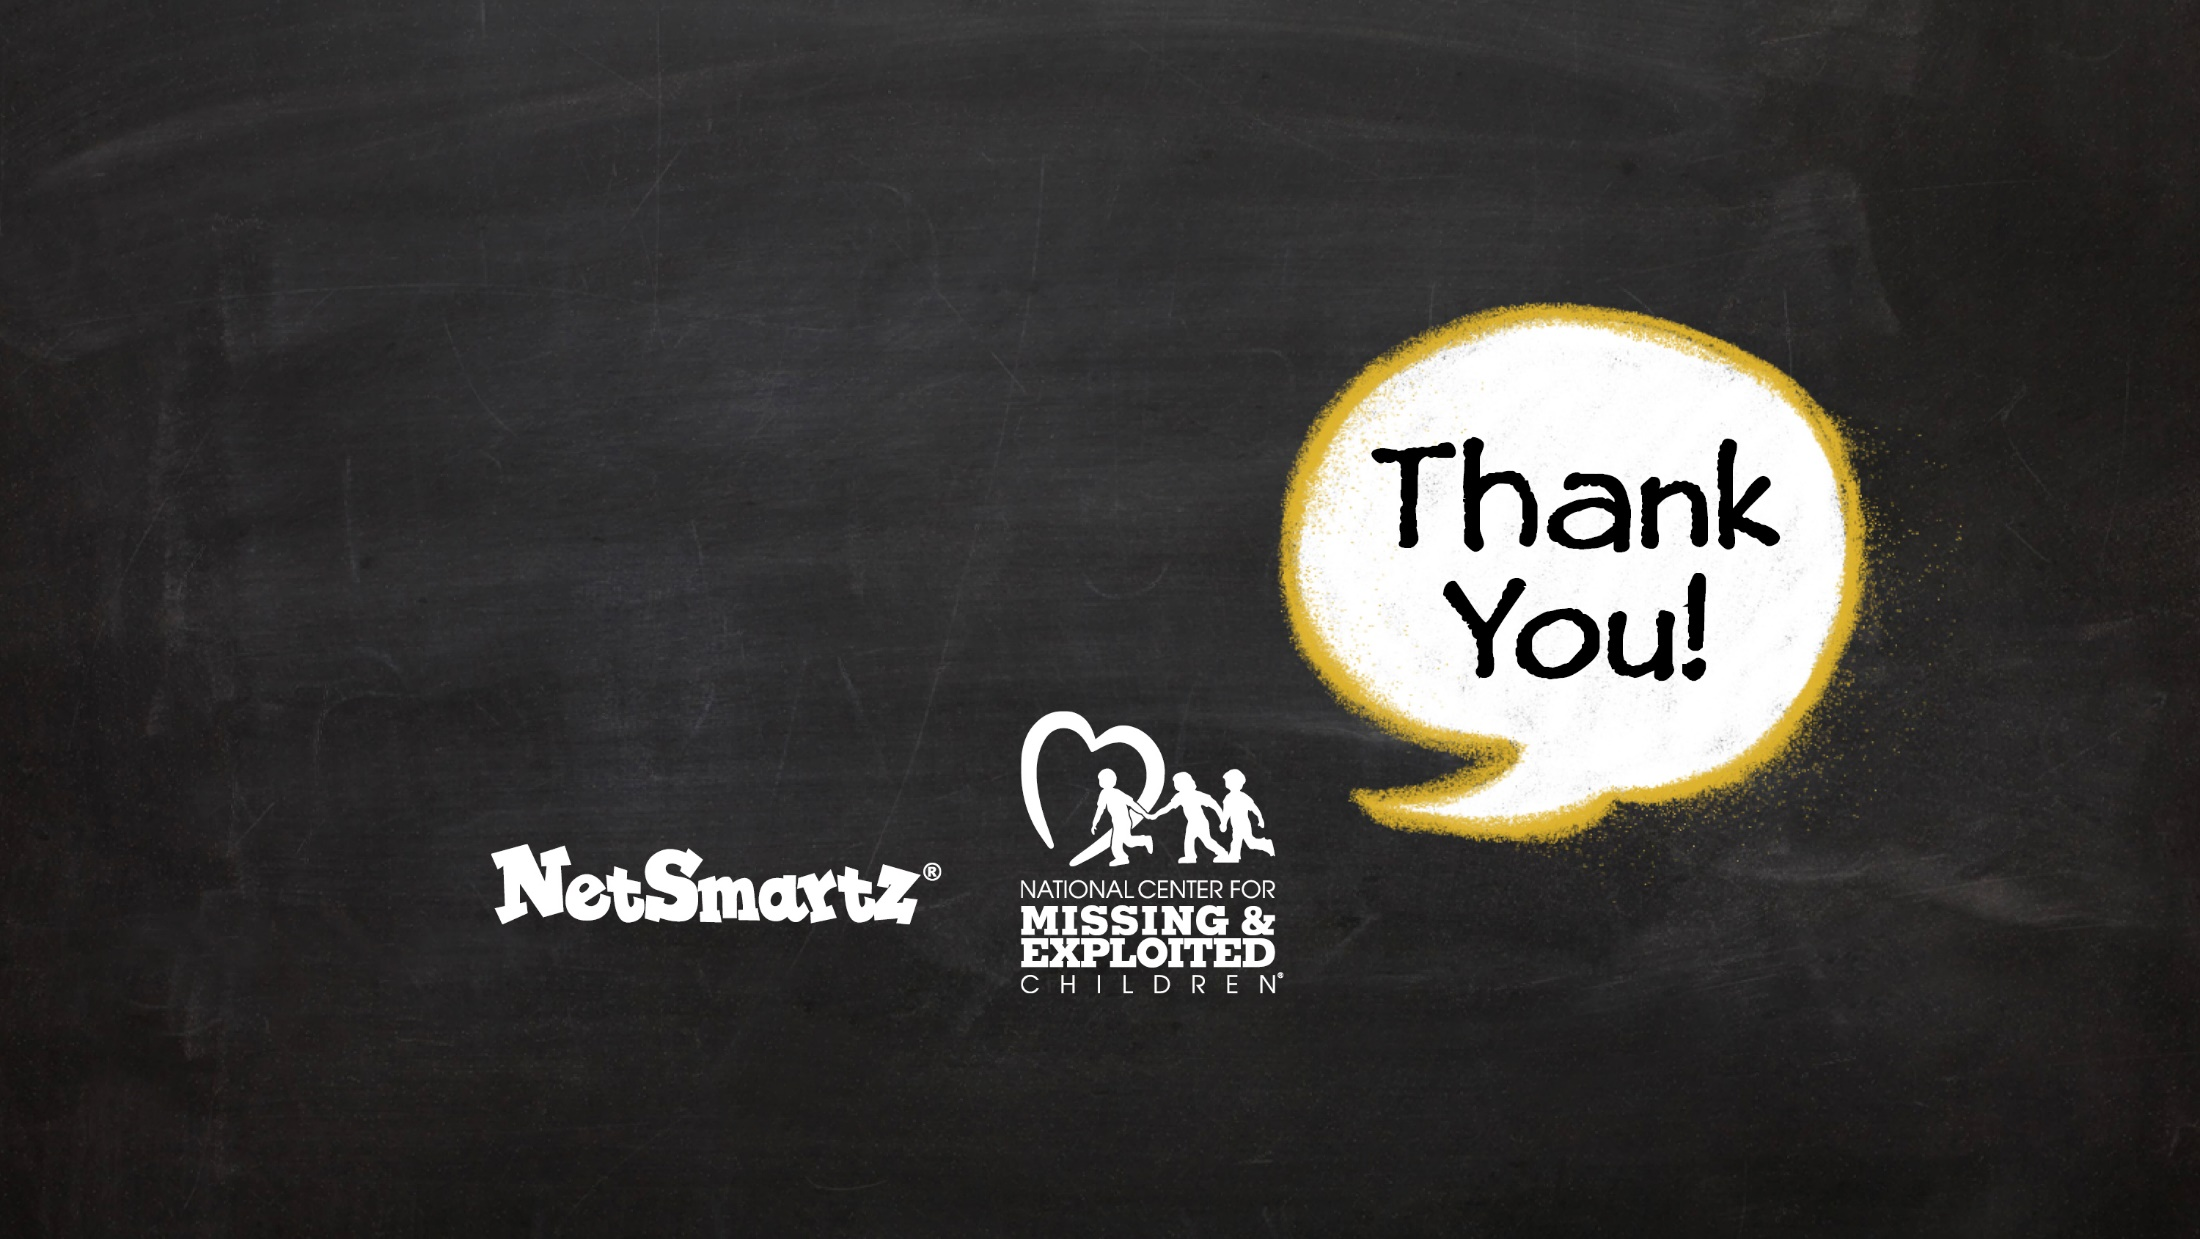 Thank
You!
NetSmartz®
NATIONAL CENTER FOR
MISSING &
EXPLOITED
CHILDREN®